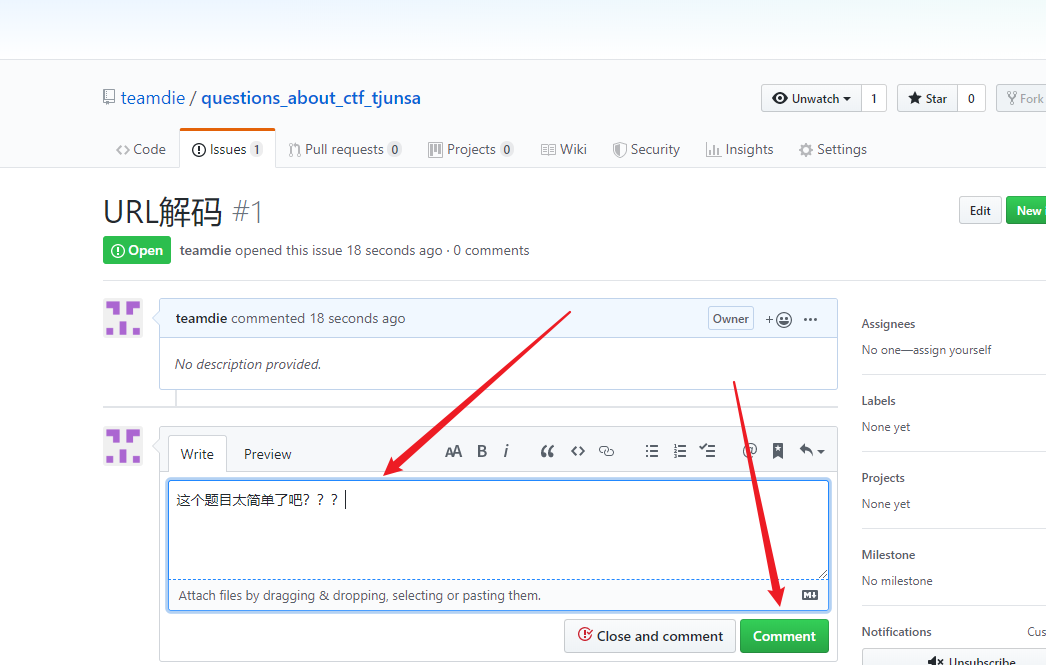 teamdie / questions_about_ctf_tjunsa
Unwatch 1 Star 0 Fork
Code Issues 1 Pull requests 0 Projects 0 Wiki Security Insights Settings
URL解码 #1
Edit New
Open teamdie opened this issue 18 seconds ago · 0 comments
teamdie commented 18 seconds ago Owner
No description provided.
Assignees
No one—assign yourself
Labels
None yet
Projects
None yet
Milestone
No milestone
Notifications Cus
Unsubscribe
Write Preview
AA B i
这个题目太简单了吧？？？
Attach files by dragging & dropping, selecting or pasting them.
Close and comment Comment